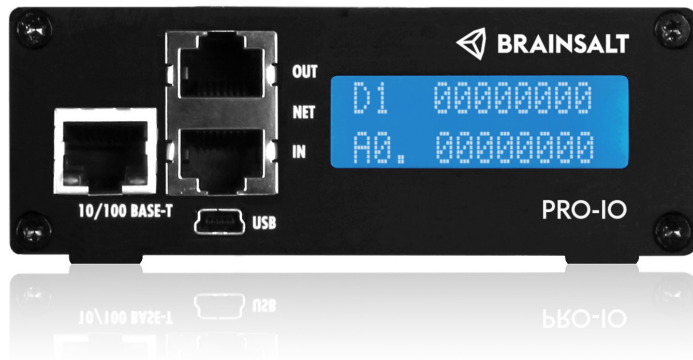 BRAINSALT
OUT
NET
IN
D1 00000000
A0. 00000000
10/100 BASE-T
USB
PRO-IO